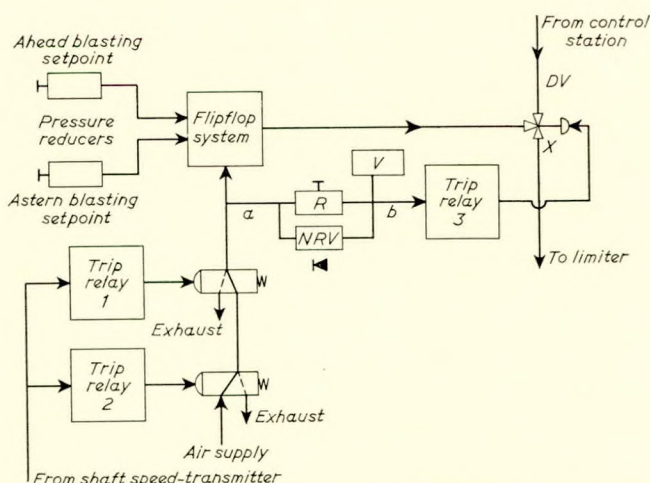 From control
station
Ahead blasting
setpoint
DV
Pressure
reducers
Flipflop
system
X
V
Astern blasting
setpoint
a
R
b
Trip
relay
3
NRV
To limiter
Trip
relay
1
Exhaust
Trip
relay
2
Exhaust
Air supply
From shaft speed-transmitter